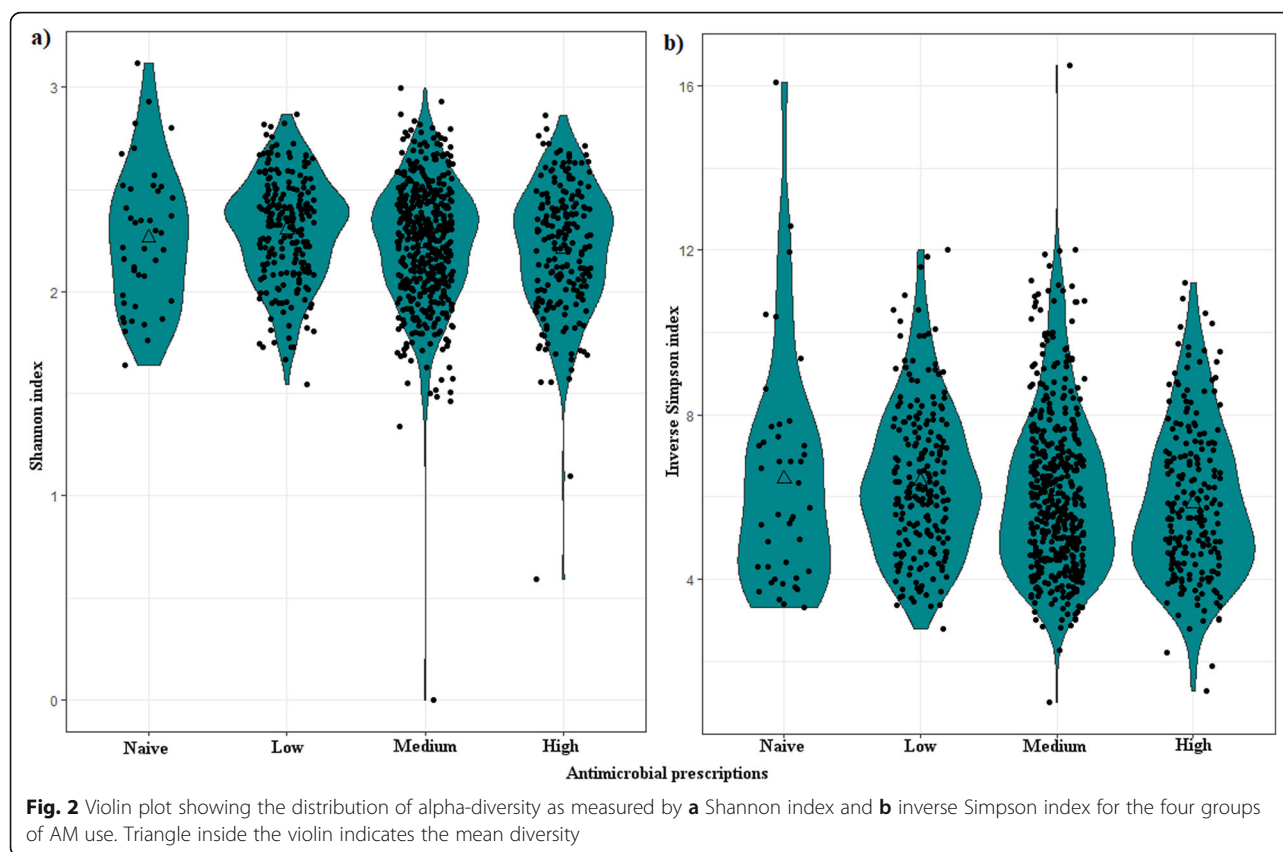 a)
b)
Shannon index
3
2
1
0
Naive Low Medium High
Inverse Simpson index
16
12
8
4
Naive Low Medium High
Antimicrobial prescriptions
Fig. 2 Violin plot showing the distribution of alpha-diversity as measured by a Shannon index and b inverse Simpson index for the four groups
of AM use. Triangle inside the violin indicates the mean diversity